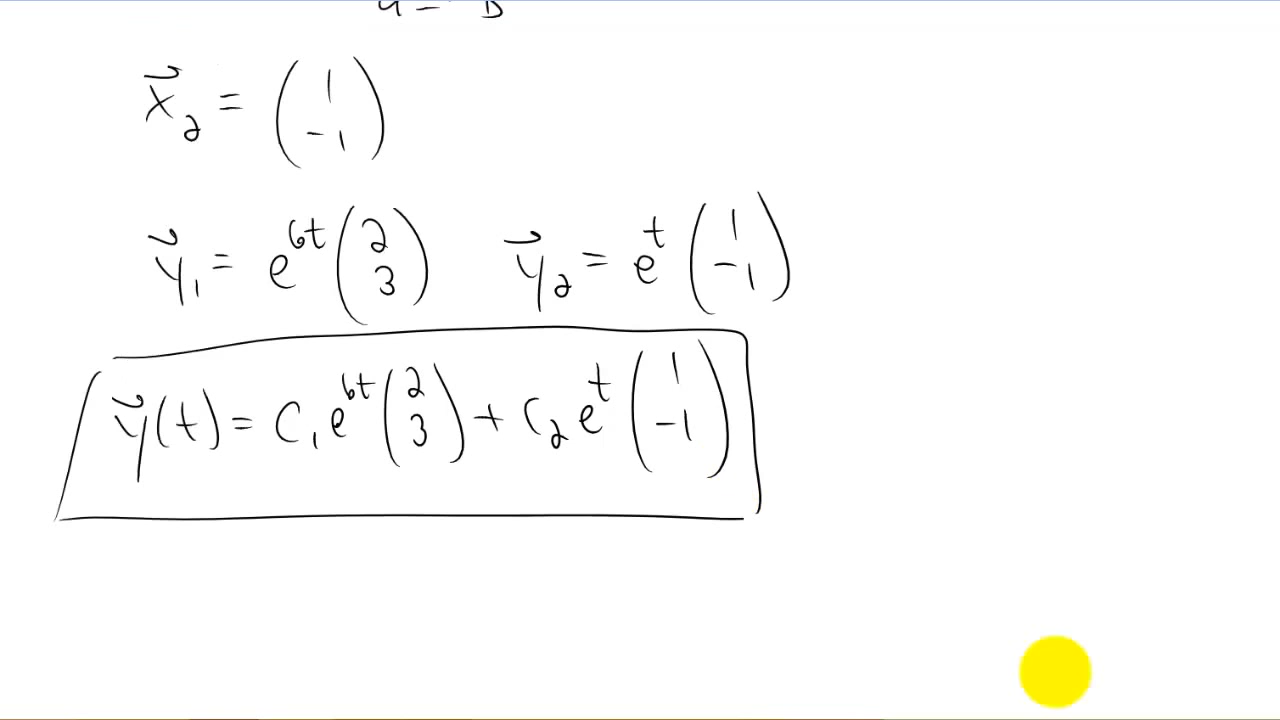 x⃗₂ = (1 -1)
y⃗₁ = e^{6t} (2 3) y⃗₂ = e^{t} (1 -1)
y⃗(t) = C₁e^{6t} (2 3) + C₂e^{t} (1 -1)